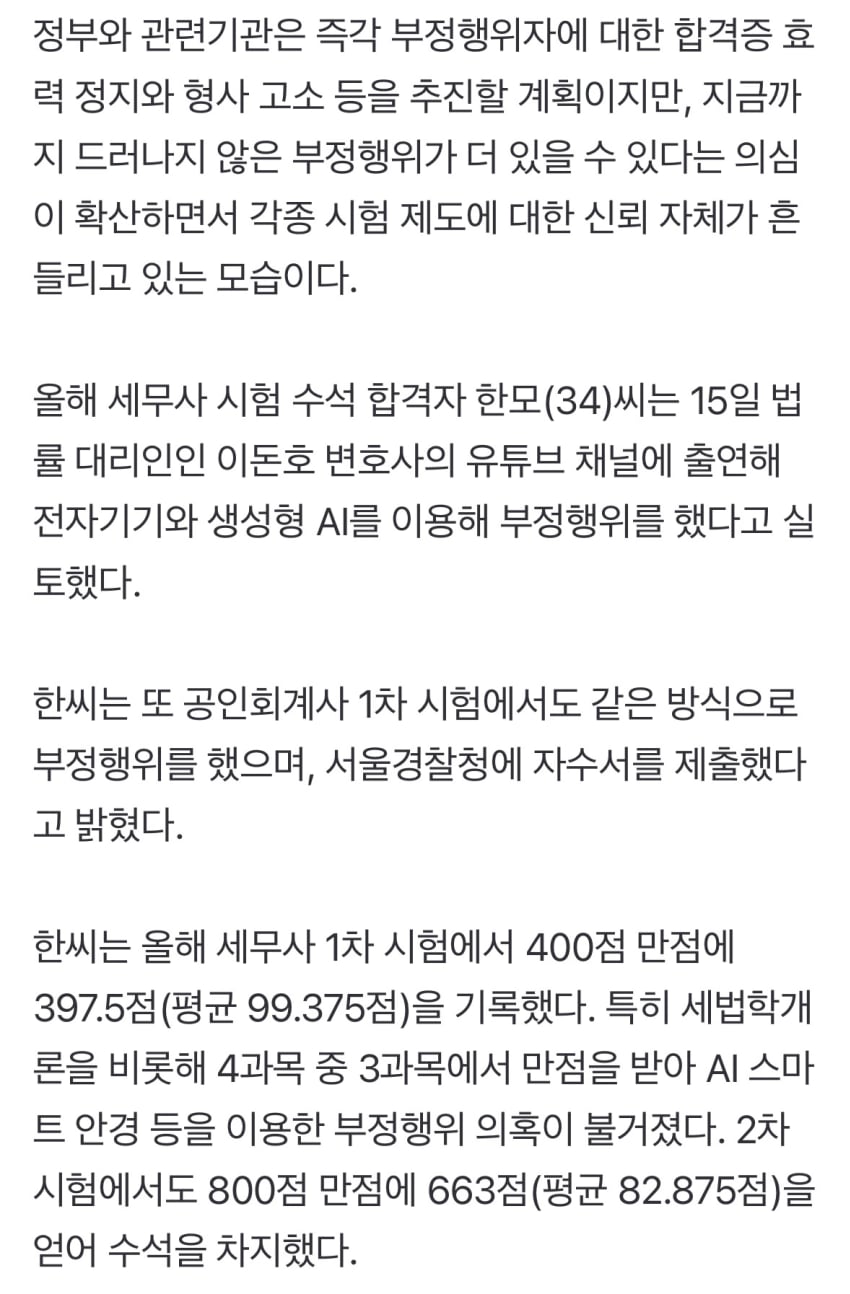 정부와 관련기관은 즉각 부정행위자에 대한 합격증 효
력 정지와 형사 고소 등을 추진할 계획이지만, 지금까
지 드러나지 않은 부정행위가 더 있을 수 있다는 의심
이 확산하면서 각종 시험 제도에 대한 신뢰 자체가 흔
들리고 있는 모습이다.
올해 세무사 시험 수석 합격자 한모(34)씨는 15일 법
률 대리인인 이돈호 변호사의 유튜브 채널에 출연해
전자기기와 생성형 AI를 이용해 부정행위를 했다고 실
토했다.
한씨는 또 공인회계사 1차 시험에서도 같은 방식으로
부정행위를 했으며, 서울경찰청에 자수서를 제출했다
고 밝혔다.
한씨는 올해 세무사 1차 시험에서 400점 만점에
397.5점(평균 99.375점)을 기록했다. 특히 세법학개
론을 비롯해 4과목 중 3과목에서 만점을 받아 AI 스마
트 안경 등을 이용한 부정행위 의혹이 불거졌다. 2차
시험에서도 800점 만점에 663점(평균 82.875점)을
얻어 수석을 차지했다.